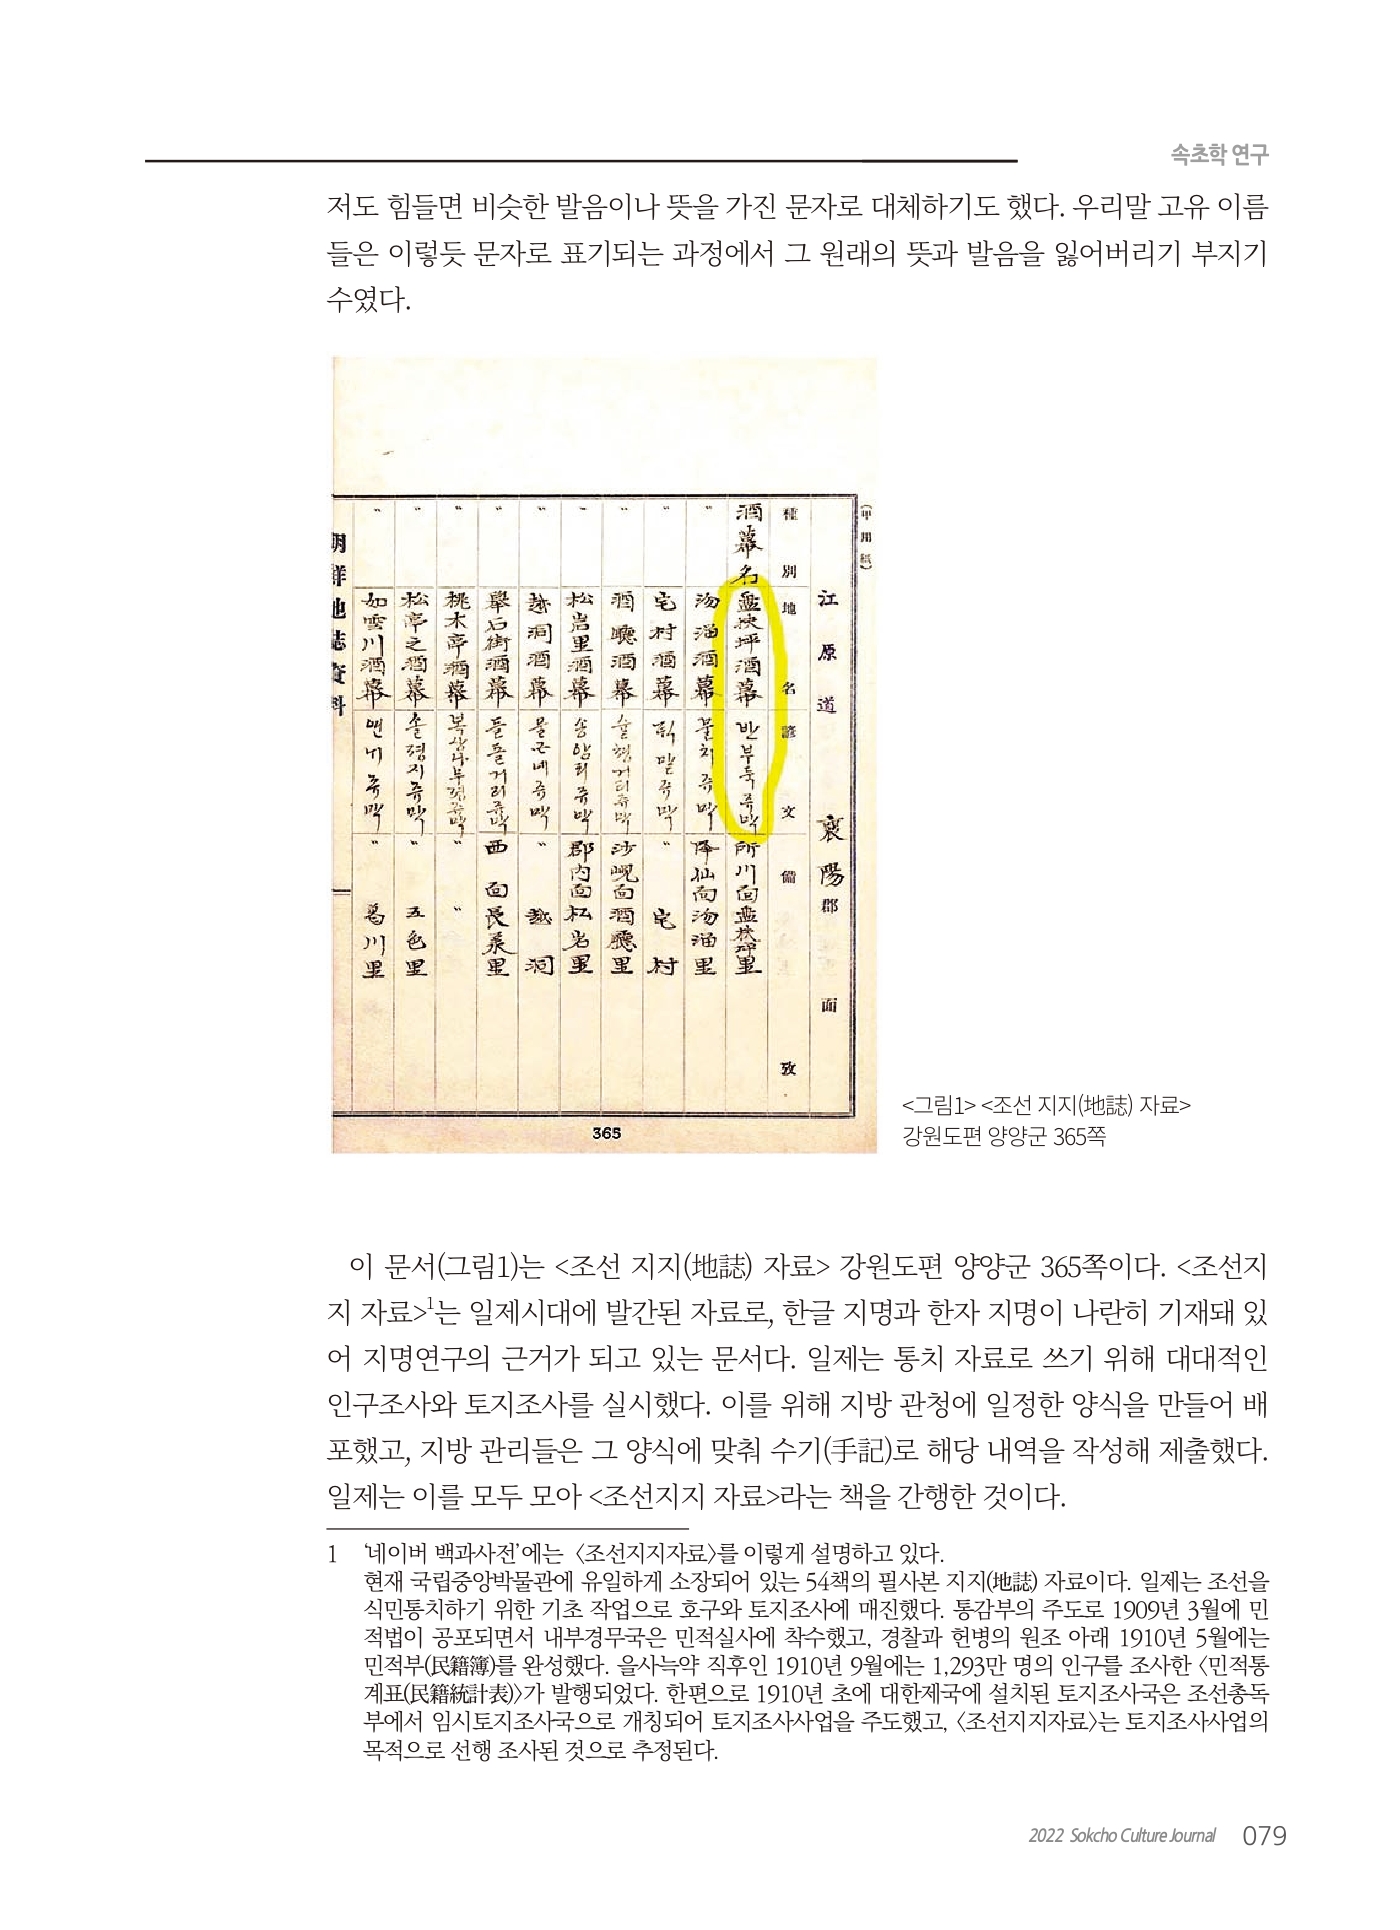 속초학 연구
저도 힘들면 비슷한 발음이나 뜻을 가진 문자로 대체하기도 했다. 우리말 고유 이름
들은 이렇듯 문자로 표기되는 과정에서 그 원래의 뜻과 발음을 잃어버리기 부지기
수였다.
(甲用紙)
江原道 襄陽郡 面
種別 地名 諺文 備攷
酒幕名 盤扶坪酒幕 반부둑쥬막 所川面盤扶坪里
〃 沕淄酒幕 물치쥬막 降仙面沕淄里
〃 宅村酒幕 쥬막 〃 宅村
〃 酒聽酒幕 술청거리쥬막 沙峴面酒廳里
〃 松岩里酒幕 송암리쥬막 郡內面松岩里
〃 越洞酒幕 쥬막 〃 越洞
〃 擧石街酒幕 들돌거리쥬막 西面長承里
〃 桃木亭酒幕 복상나무정쥬막 〃
〃 松亭之酒幕 솔정지쥬막 〃 五色里
〃 如雲川酒幕 쥬막 〃 葛川里
朝鮮地誌資料
365
<그림1> <조선 지지(地誌) 자료>
강원도편 양양군 365쪽
이 문서(그림1)는 <조선 지지(地誌) 자료> 강원도편 양양군 365쪽이다. <조선지
지 자료>1는 일제시대에 발간된 자료로, 한글 지명과 한자 지명이 나란히 기재돼 있
어 지명연구의 근거가 되고 있는 문서다. 일제는 통치 자료로 쓰기 위해 대대적인
인구조사와 토지조사를 실시했다. 이를 위해 지방 관청에 일정한 양식을 만들어 배
포했고, 지방 관리들은 그 양식에 맞춰 수기(手記)로 해당 내역을 작성해 제출했다.
일제는 이를 모두 모아 <조선지지 자료>라는 책을 간행한 것이다.
1 '네이버 백과사전'에는 〈조선지지자료〉를 이렇게 설명하고 있다.
현재 국립중앙박물관에 유일하게 소장되어 있는 54책의 필사본 지지(地誌) 자료이다. 일제는 조선을
식민통치하기 위한 기초 작업으로 호구와 토지조사에 매진했다. 통감부의 주도로 1909년 3월에 민
적법이 공포되면서 내부경무국은 민적실사에 착수했고, 경찰과 헌병의 원조 아래 1910년 5월에는
민적부(民籍簿)를 완성했다. 을사늑약 직후인 1910년 9월에는 1,293만 명의 인구를 조사한 〈민적통
계표(民籍統計表)〉가 발행되었다. 한편으로 1910년 초에 대한제국에 설치된 토지조사국은 조선총독
부에서 임시토지조사국으로 개칭되어 토지조사사업을 주도했고, 〈조선지지자료〉는 토지조사사업의
목적으로 선행 조사된 것으로 추정된다.
2022 Sokcho Culture Journal 079